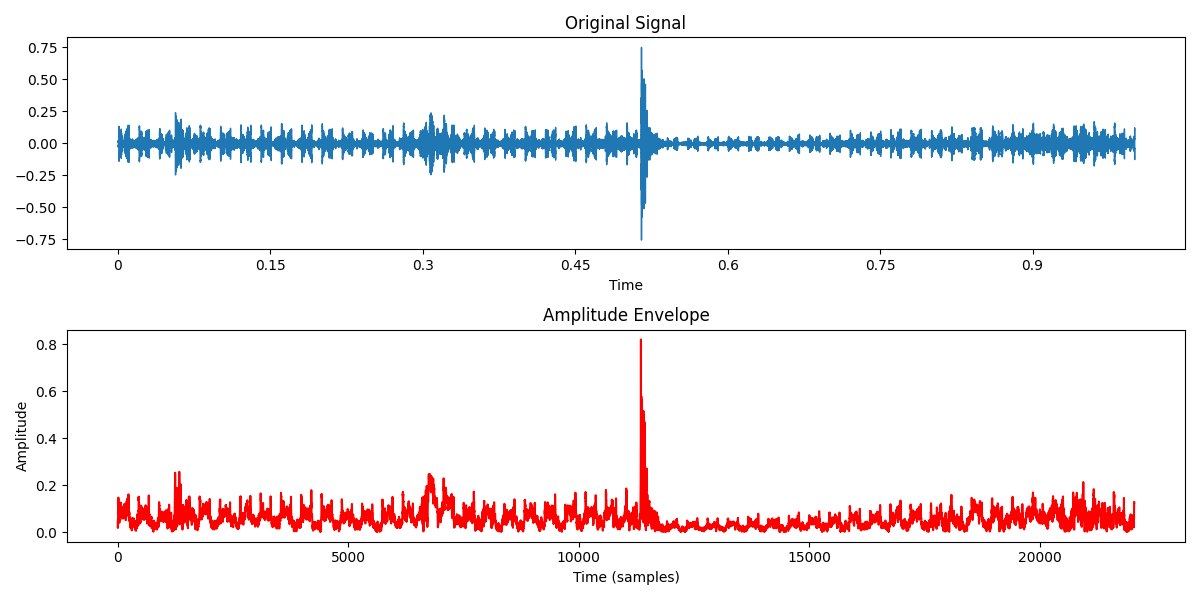 Original Signal
0.75
0.50
0.25
0.00
−0.25
−0.50
−0.75
0 0.15 0.3 0.45 0.6 0.75 0.9
Time
Amplitude Envelope
0.8
0.6
0.4
0.2
0.0
Amplitude
0 5000 10000 15000 20000
Time (samples)